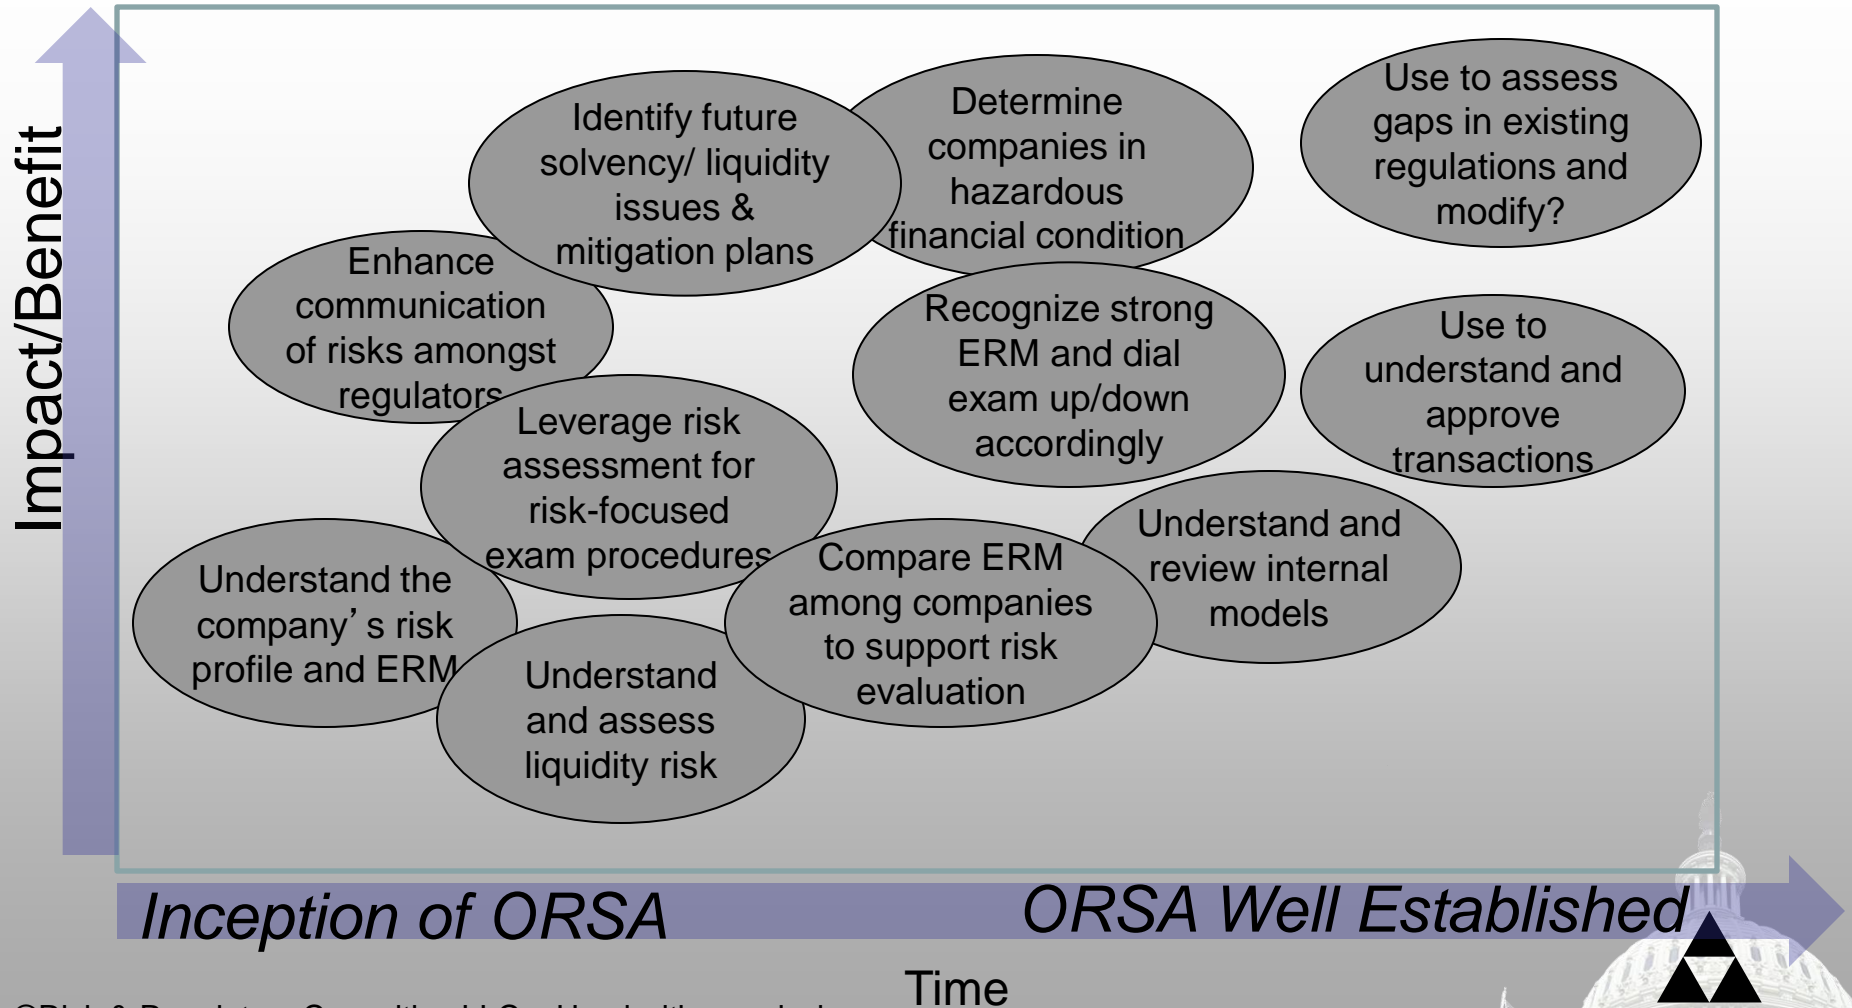 Impact/Benefit
Identify future
solvency/ liquidity
issues &
mitigation plans
Determine
companies in
hazardous
financial condition
Use to assess
gaps in existing
regulations and
modify?
Enhance
communication
of risks amongst
regulators
Recognize strong
ERM and dial
exam up/down
accordingly
Use to
understand and
approve
transactions
Leverage risk
assessment for
risk-focused
exam procedures
Understand and
review internal
models
Compare ERM
among companies
to support risk
evaluation
Understand the
company’s risk
profile and ERM
Understand
and assess
liquidity risk
Inception of ORSA
ORSA Well Established
Time